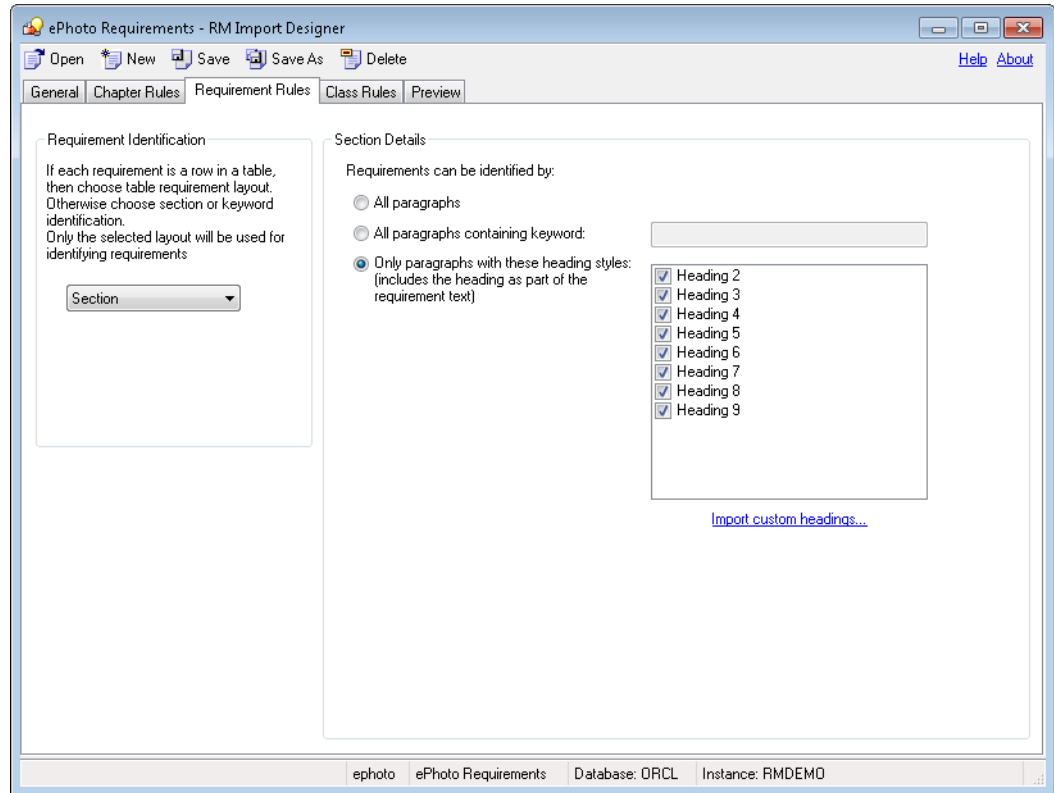 ePhoto Requirements - RM Import Designer
Open New Save Save As Delete Help About
General Chapter Rules Requirement Rules Class Rules Preview
Requirement Identification
If each requirement is a row in a table,
then choose table requirement layout.
Otherwise choose section or keyword
identification.
Only the selected layout will be used for
identifying requirements
Section
Section Details
Requirements can be identified by:
All paragraphs
All paragraphs containing keyword:
Only paragraphs with these heading styles:
(includes the heading as part of the
requirement text)
Heading 2
Heading 3
Heading 4
Heading 5
Heading 6
Heading 7
Heading 8
Heading 9
Import custom headings...
ephoto ePhoto Requirements Database: ORCL Instance: RMDEMO